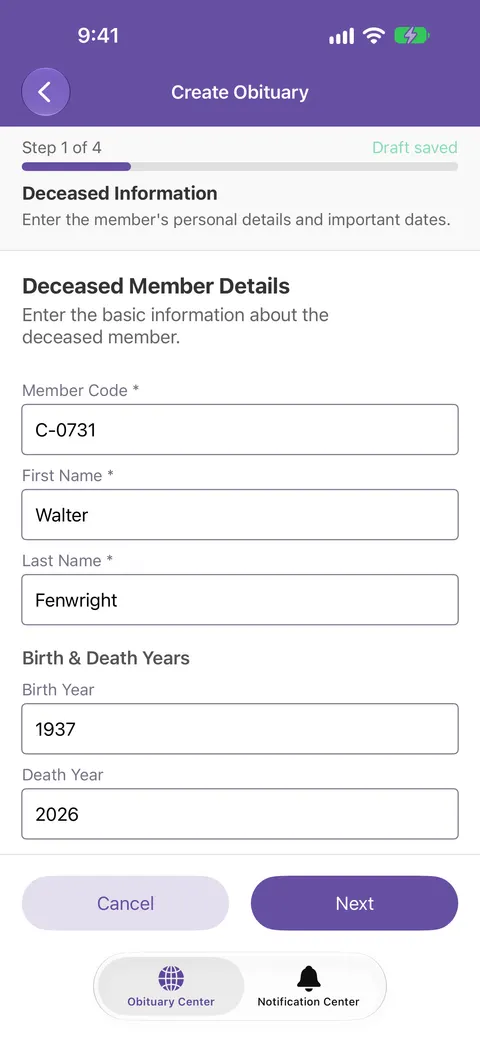 9:41
Create Obituary
Step 1 of 4
Draft saved
Deceased Information
Enter the member's personal details and important dates.
Deceased Member Details
Enter the basic information about the
deceased member.
Member Code *
C-0731
First Name *
Walter
Last Name *
Fenwright
Birth & Death Years
Birth Year
1937
Death Year
2026
Cancel
Next
Obituary Center
Notification Center